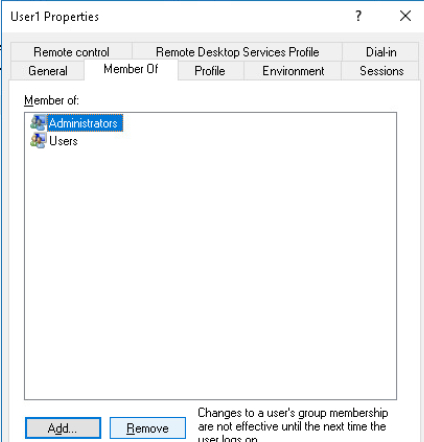 User1 Properties ? ×
Remote control Remote Desktop Services Profile Dial-in
General Member Of Profile Environment Sessions
Member of:
Administrators
Users
Add... Remove
Changes to a user's group membership
are not effective until the next time the
user logs on.